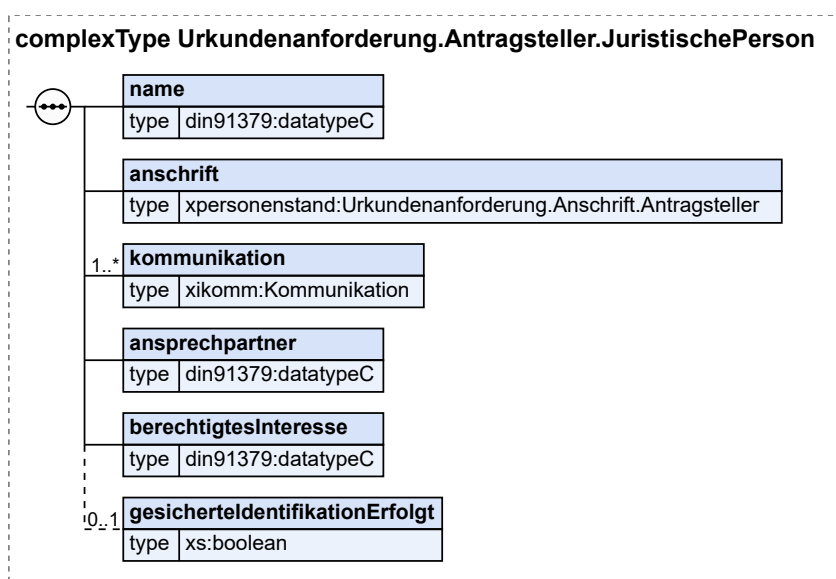 complexType Urkundenanforderung.Antragsteller.JuristischePerson
name
type din91379:datatypeC
anschrift
type xpersonenstand:Urkundenanforderung.Anschrift.Antragsteller
1..* kommunikation
type xikomm:Kommunikation
ansprechpartner
type din91379:datatypeC
berechtigtesInteresse
type din91379:datatypeC
0..1 gesicherteIdentifikationErfolgt
type xs:boolean